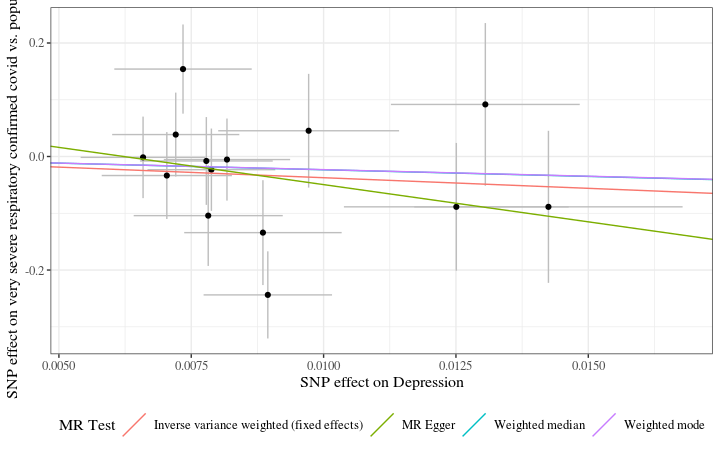 SNP effect on very severe respiratory confirmed covid vs.
0.2
0.0
-0.2
0.0050
0.0075
0.0100
0.0125
0.0150
SNP effect on Depression
MR Test
Inverse variance weighted (fixed effects)
MR Egger
Weighted median
Weighted mode